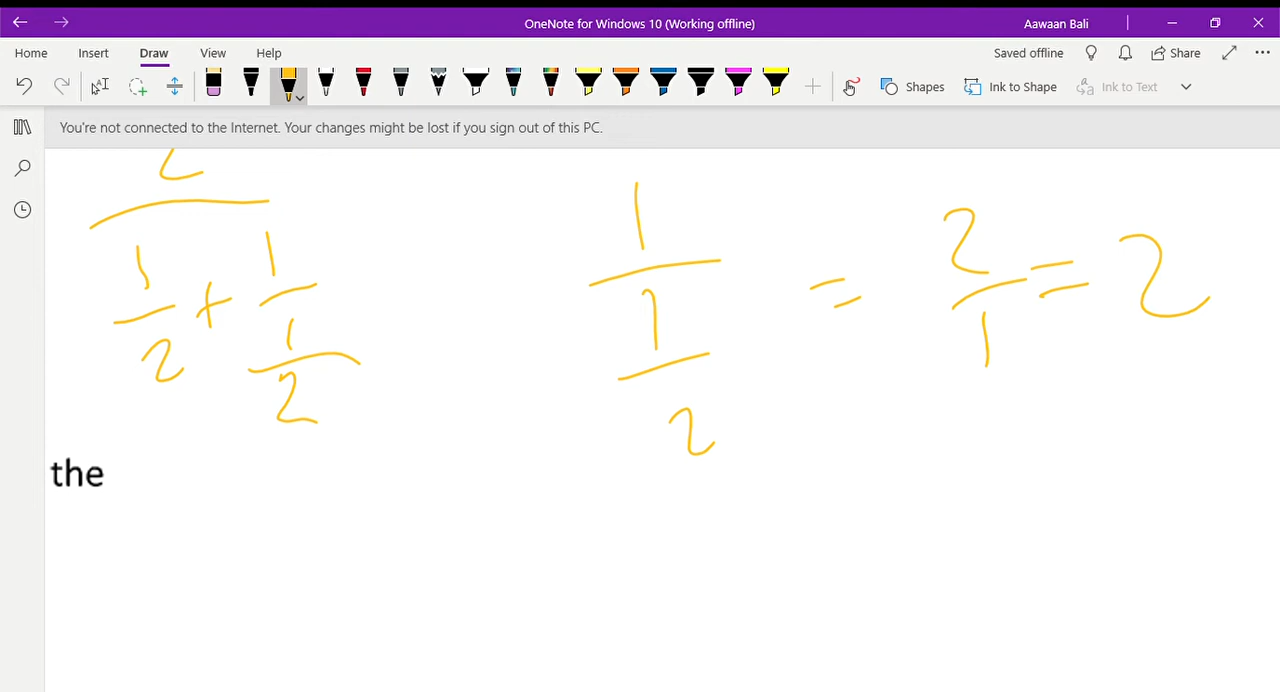 OneNote for Windows 10 (Working offline)
Aawaan Bali
Home Insert Draw View Help
Saved offline
Share
Shapes
Ink to Shape
Ink to Text
You're not connected to the Internet. Your changes might be lost if you sign out of this PC.
2
1
2
+
1
1
2
1
1
2
=
2
1
= 2
the